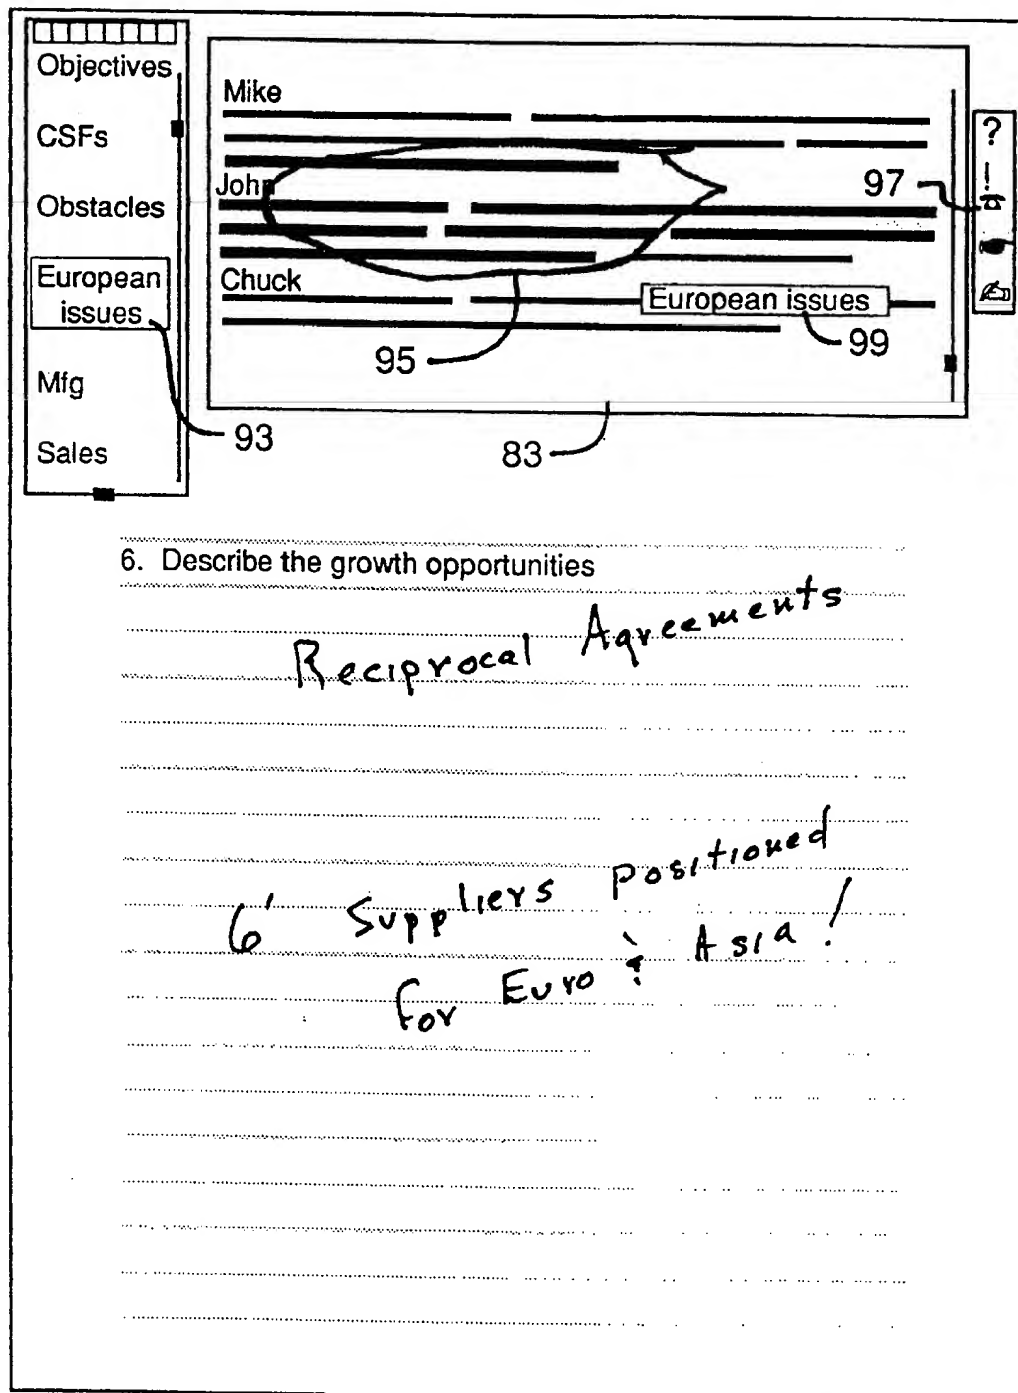 Objectives
CSFs
Obstacles
European
issues
Mfg
Sales
93
Mike
John
Chuck
European issues
95
99
83
97
?
6. Describe the growth opportunities
Reciprocal Agreements
6' Suppliers positioned
for Euro & Asia!